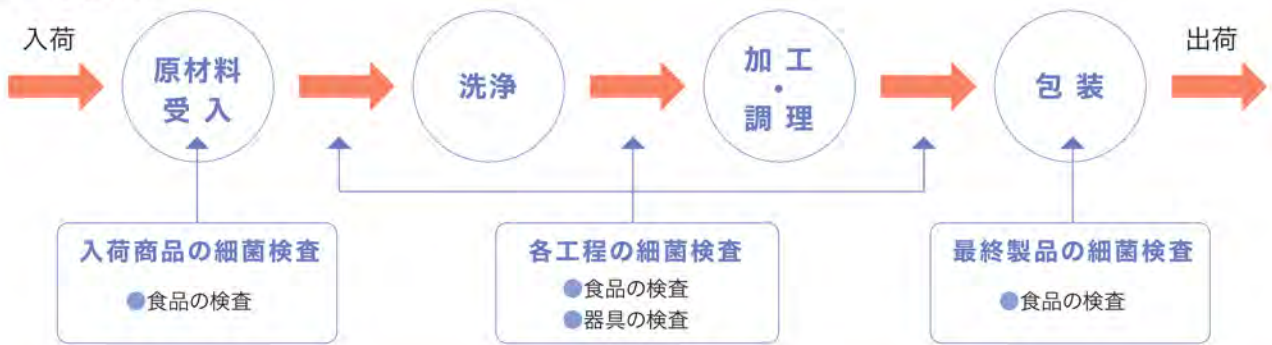 入荷
原材料
受入
洗浄
加工
・
調理
包装
出荷
入荷商品の細菌検査
●食品の検査
各工程の細菌検査
●食品の検査
●器具の検査
最終製品の細菌検査
●食品の検査